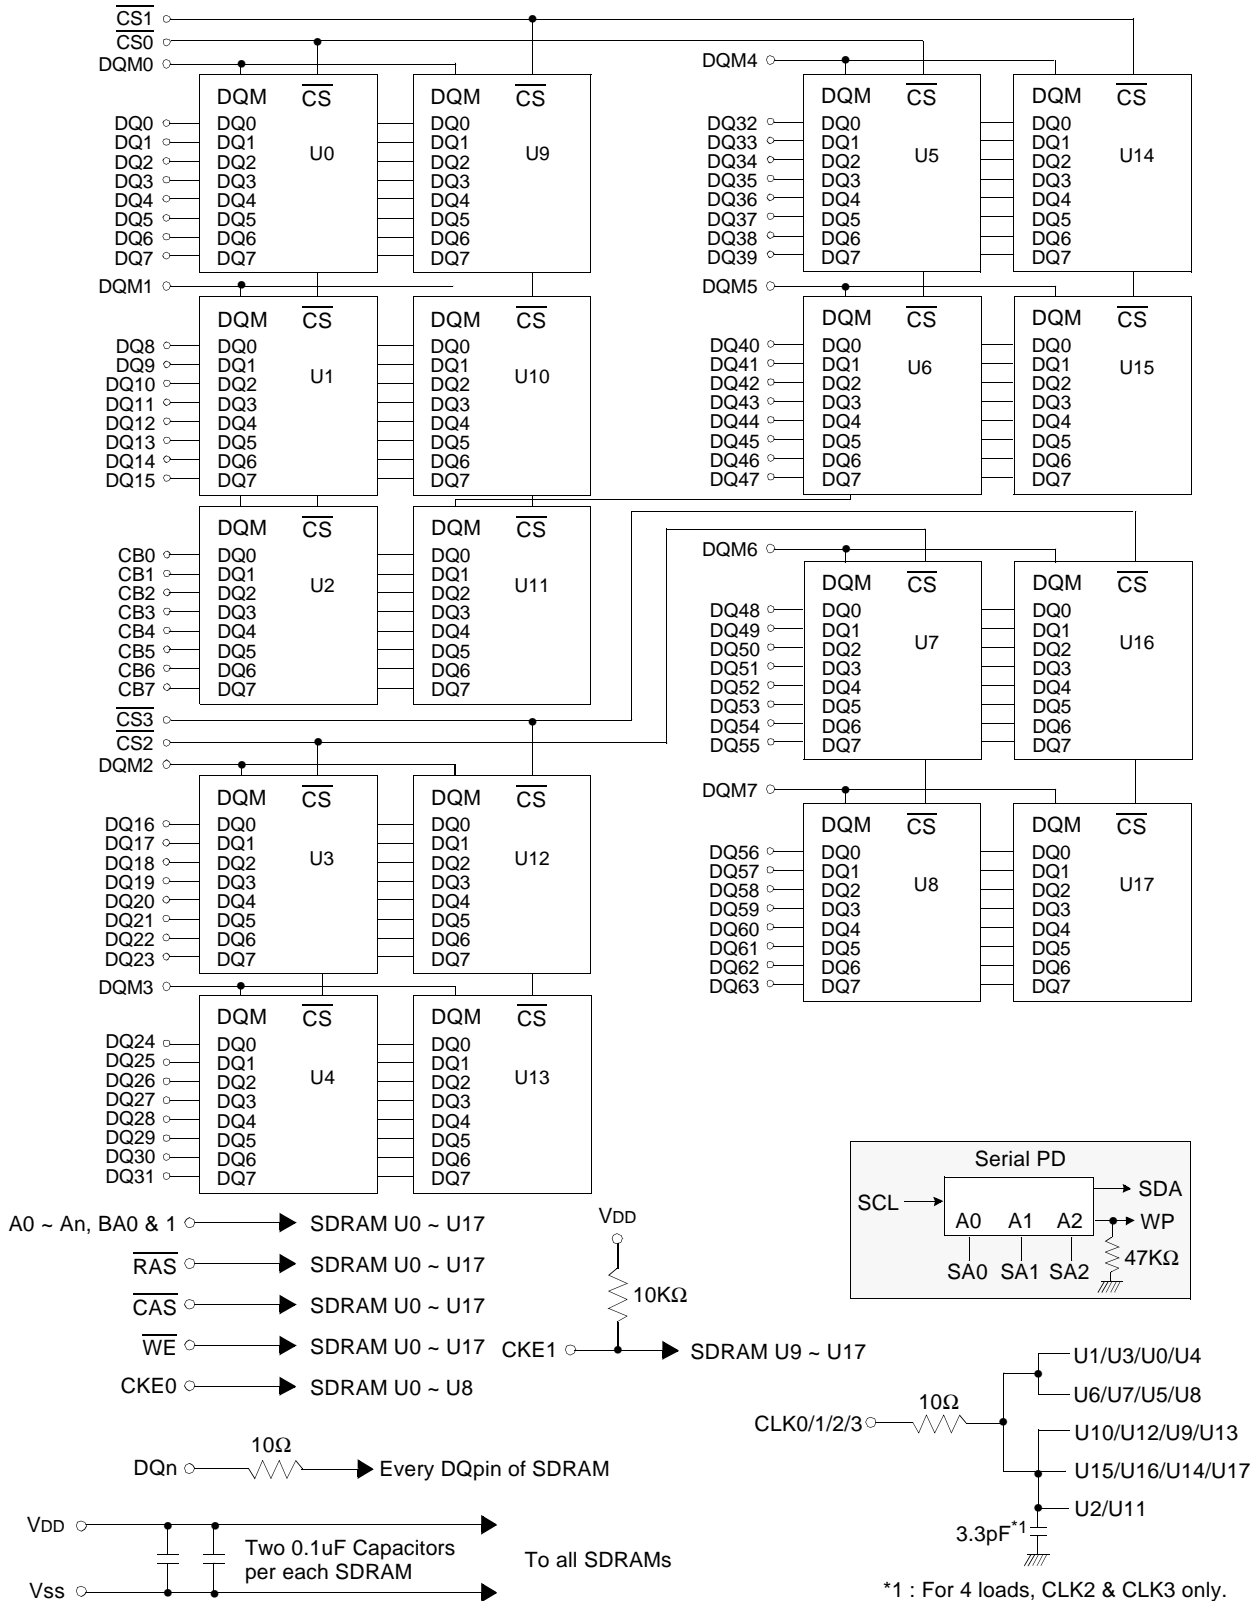 CS1
CS0
DQM0
DQM CS
DQM CS
DQ0 DQ0 DQ0
DQ1 DQ1 DQ1
DQ2 DQ2 DQ2
DQ3 DQ3 DQ3
DQ4 DQ4 DQ4
DQ5 DQ5 DQ5
DQ6 DQ6 DQ6
DQ7 DQ7 DQ7
U0
U9
DQM1
DQM CS
DQM CS
DQ8 DQ0 DQ0
DQ9 DQ1 DQ1
DQ10 DQ2 DQ2
DQ11 DQ3 DQ3
DQ12 DQ4 DQ4
DQ13 DQ5 DQ5
DQ14 DQ6 DQ6
DQ15 DQ7 DQ7
U1
U10
DQM CS
DQM CS
CB0 DQ0 DQ0
CB1 DQ1 DQ1
CB2 DQ2 DQ2
CB3 DQ3 DQ3
CB4 DQ4 DQ4
CB5 DQ5 DQ5
CB6 DQ6 DQ6
CB7 DQ7 DQ7
U2
U11
CS3
CS2
DQM2
DQM CS
DQM CS
DQ16 DQ0 DQ0
DQ17 DQ1 DQ1
DQ18 DQ2 DQ2
DQ19 DQ3 DQ3
DQ20 DQ4 DQ4
DQ21 DQ5 DQ5
DQ22 DQ6 DQ6
DQ23 DQ7 DQ7
U3
U12
DQM3
DQM CS
DQM CS
DQ24 DQ0 DQ0
DQ25 DQ1 DQ1
DQ26 DQ2 DQ2
DQ27 DQ3 DQ3
DQ28 DQ4 DQ4
DQ29 DQ5 DQ5
DQ30 DQ6 DQ6
DQ31 DQ7 DQ7
U4
U13
DQM4
DQM CS
DQM CS
DQ32 DQ0 DQ0
DQ33 DQ1 DQ1
DQ34 DQ2 DQ2
DQ35 DQ3 DQ3
DQ36 DQ4 DQ4
DQ37 DQ5 DQ5
DQ38 DQ6 DQ6
DQ39 DQ7 DQ7
U5
U14
DQM5
DQM CS
DQM CS
DQ40 DQ0 DQ0
DQ41 DQ1 DQ1
DQ42 DQ2 DQ2
DQ43 DQ3 DQ3
DQ44 DQ4 DQ4
DQ45 DQ5 DQ5
DQ46 DQ6 DQ6
DQ47 DQ7 DQ7
U6
U15
DQM6
DQM CS
DQM CS
DQ48 DQ0 DQ0
DQ49 DQ1 DQ1
DQ50 DQ2 DQ2
DQ51 DQ3 DQ3
DQ52 DQ4 DQ4
DQ53 DQ5 DQ5
DQ54 DQ6 DQ6
DQ55 DQ7 DQ7
U7
U16
DQM7
DQM CS
DQM CS
DQ56 DQ0 DQ0
DQ57 DQ1 DQ1
DQ58 DQ2 DQ2
DQ59 DQ3 DQ3
DQ60 DQ4 DQ4
DQ61 DQ5 DQ5
DQ62 DQ6 DQ6
DQ63 DQ7 DQ7
U8
U17
Serial PD
SCL
SDA
A0 A1 A2
WP
47KΩ
SA0 SA1 SA2
A0 ~ An, BA0 & 1 SDRAM U0 ~ U17
RAS SDRAM U0 ~ U17
CAS SDRAM U0 ~ U17
WE SDRAM U0 ~ U17
CKE0 SDRAM U0 ~ U8
VDD
10KΩ
CKE1 SDRAM U9 ~ U17
10Ω
DQn Every DQpin of SDRAM
VDD
Two 0.1uF Capacitors
per each SDRAM
To all SDRAMs
Vss
CLK0/1/2/3
10Ω
U1/U3/U0/U4
U6/U7/U5/U8
U10/U12/U9/U13
U15/U16/U14/U17
U2/U11
3.3pF*1
*1 : For 4 loads, CLK2 & CLK3 only.